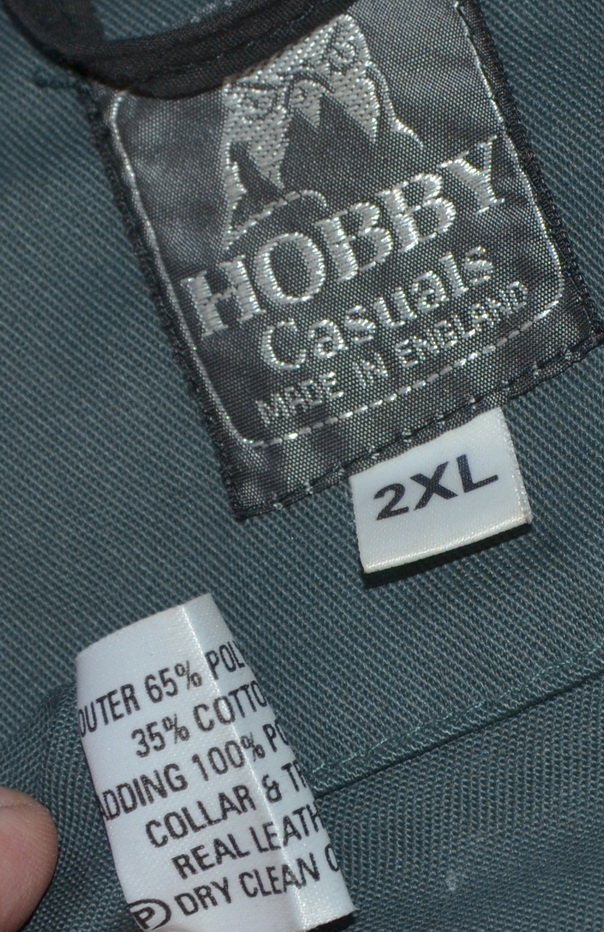 HOBBY
Casuals
MADE IN ENGLAND
2XL
OUTER 65% POL
35% COTTO
ADDING 100% PO
COLLAR & TR
REAL LEATH
P DRY CLEAN O